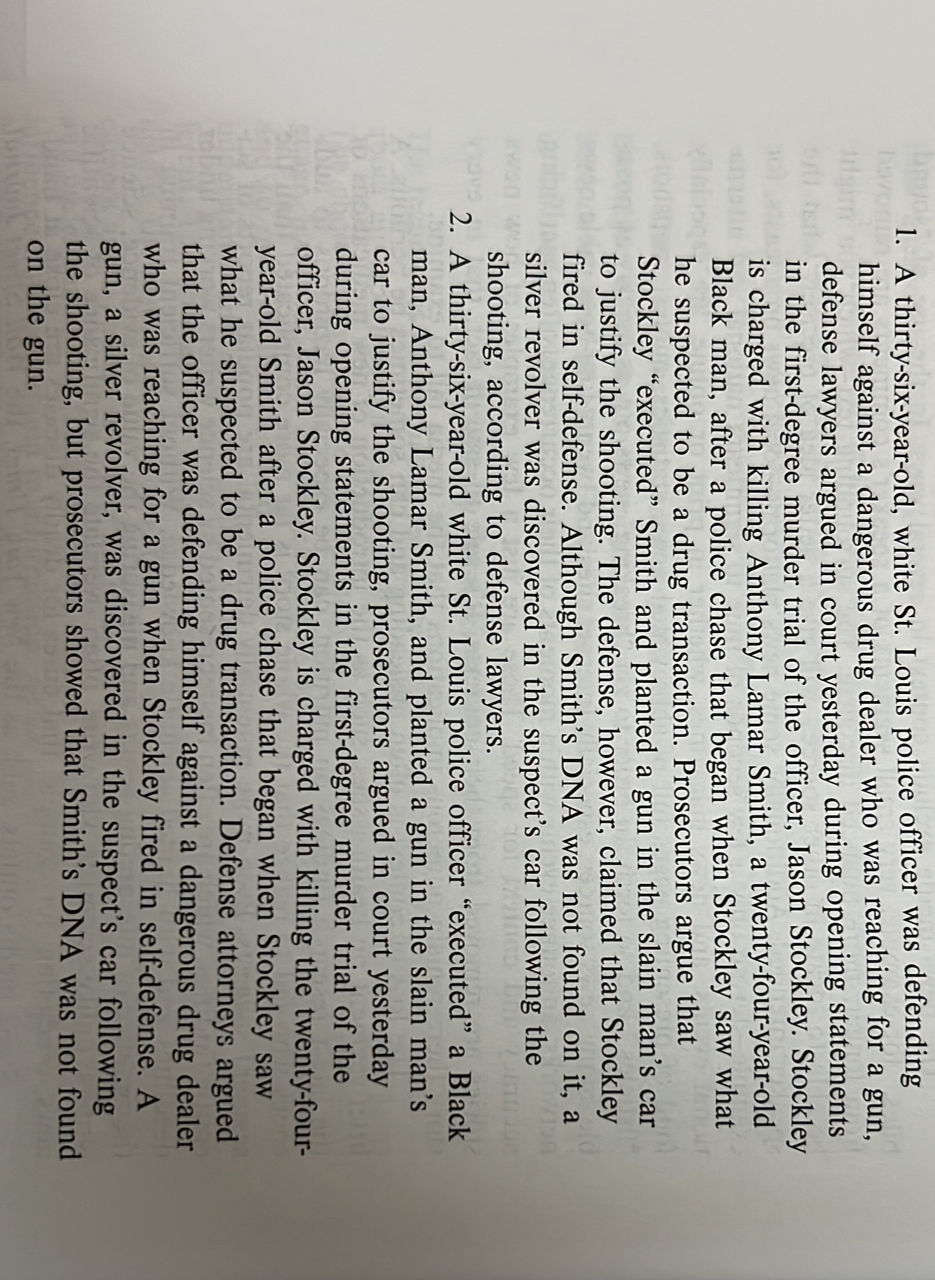 1. A thirty-six-year-old, white St. Louis police officer was defending
himself against a dangerous drug dealer who was reaching for a gun,
defense lawyers argued in court yesterday during opening statements
in the first-degree murder trial of the officer, Jason Stockley. Stockley
is charged with killing Anthony Lamar Smith, a twenty-four-year-old
Black man, after a police chase that began when Stockley saw what
he suspected to be a drug transaction. Prosecutors argue that
Stockley “executed” Smith and planted a gun in the slain man’s car
to justify the shooting. The defense, however, claimed that Stockley
fired in self-defense. Although Smith’s DNA was not found on it, a
silver revolver was discovered in the suspect’s car following the
shooting, according to defense lawyers.
2. A thirty-six-year-old white St. Louis police officer “executed” a Black
man, Anthony Lamar Smith, and planted a gun in the slain man’s
car to justify the shooting, prosecutors argued in court yesterday
during opening statements in the first-degree murder trial of the
officer, Jason Stockley. Stockley is charged with killing the twenty-four-
year-old Smith after a police chase that began when Stockley saw
what he suspected to be a drug transaction. Defense attorneys argued
that the officer was defending himself against a dangerous drug dealer
who was reaching for a gun when Stockley fired in self-defense. A
gun, a silver revolver, was discovered in the suspect’s car following
the shooting, but prosecutors showed that Smith’s DNA was not found
on the gun.